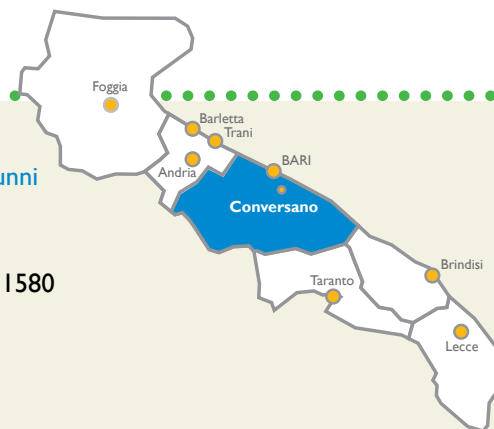 Foggia
Barletta
Trani
BARI
Andria
unni
Conversano
Brindisi
1580
Taranto
Lecce